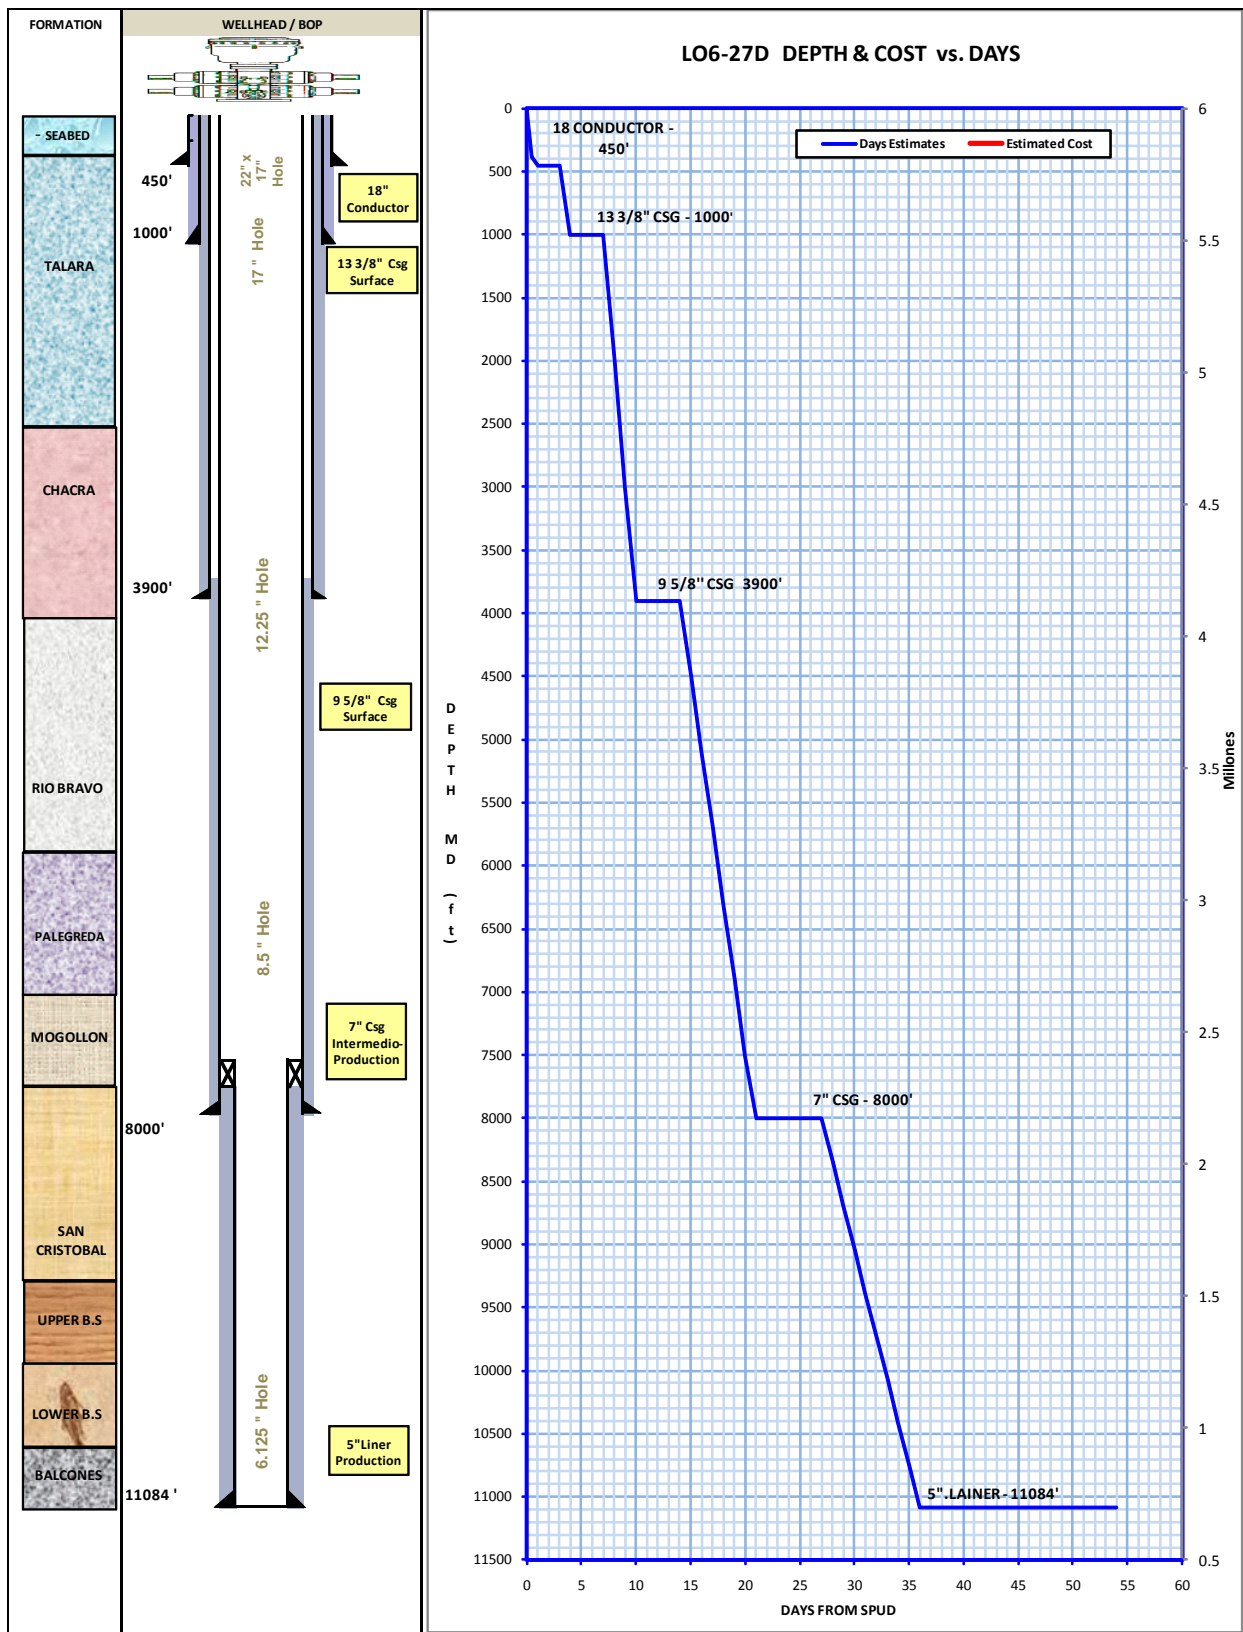 FORMATION
WELLHEAD / BOP
- SEABED
TALARA
CHACRA
RIO BRAVO
PALEGREDA
MOGOLLON
SAN
CRISTOBAL
UPPER B.S
LOWER B.S
BALCONES
450'
1000'
3900'
8000'
11084 '
22" x
17"
Hole
17 " Hole
12.25 " Hole
8.5 " Hole
6.125 " Hole
18"
Conductor
13 3/8" Csg
Surface
9 5/8" Csg
Surface
7" Csg
Intermedio-
Production
5"Liner
Production
LO6-27D DEPTH & COST vs. DAYS
Days Estimates
Estimated Cost
18 CONDUCTOR -
450'
13 3/8" CSG - 1000'
9 5/8" CSG 3900'
7" CSG - 8000'
5". LAINER - 11084'
DEPTH MD (ft)
0
500
1000
1500
2000
2500
3000
3500
4000
4500
5000
5500
6000
6500
7000
7500
8000
8500
9000
9500
10000
10500
11000
11500
6
5.5
5
4.5
4
3.5
3
2.5
2
1.5
1
0.5
Millones
0 5 10 15 20 25 30 35 40 45 50 55 60
DAYS FROM SPUD